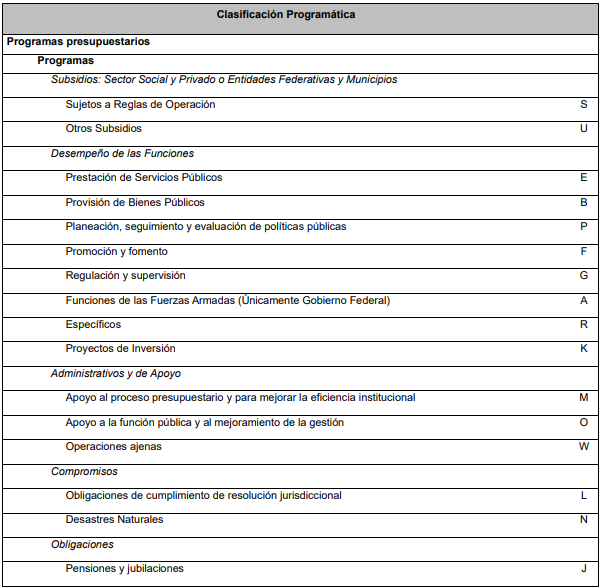 Clasificación Programática
Programas presupuestarios
Programas
Subsidios: Sector Social y Privado o Entidades Federativas y Municipios
Sujetos a Reglas de Operación S
Otros Subsidios U
Desempeño de las Funciones
Prestación de Servicios Públicos E
Provisión de Bienes Públicos B
Planeación, seguimiento y evaluación de políticas públicas P
Promoción y fomento F
Regulación y supervisión G
Funciones de las Fuerzas Armadas (Únicamente Gobierno Federal) A
Específicos R
Proyectos de Inversión K
Administrativos y de Apoyo
Apoyo al proceso presupuestario y para mejorar la eficiencia institucional M
Apoyo a la función pública y al mejoramiento de la gestión O
Operaciones ajenas W
Compromisos
Obligaciones de cumplimiento de resolución jurisdiccional L
Desastres Naturales N
Obligaciones
Pensiones y jubilaciones J